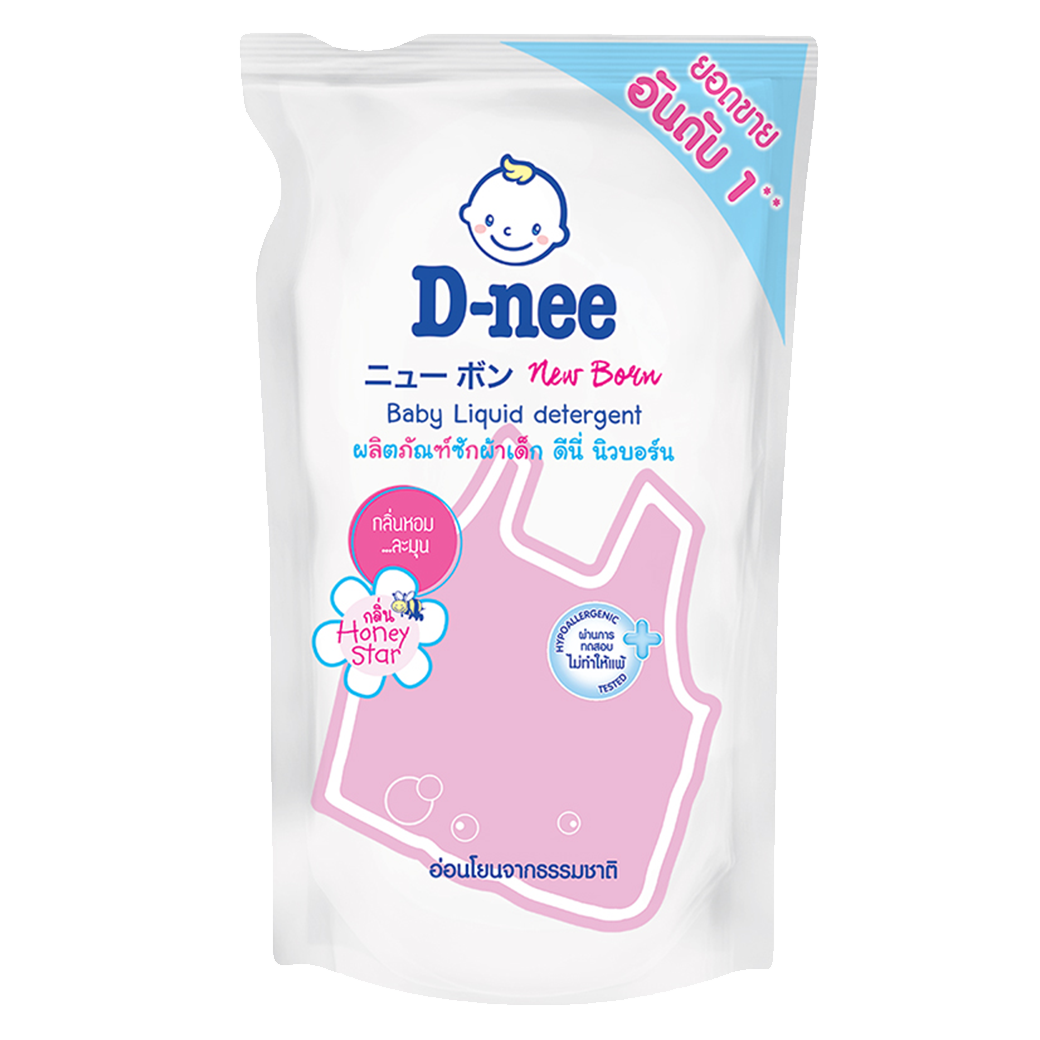 ยอดขาย
อันดับ 1**
D-nee
ニュー ボン New Born
Baby Liquid detergent
ผลิตภัณฑ์ซักผ้าเด็ก ดีนี่ นิวบอร์น
กลิ่นหอม
...ละมุน
กลิ่น
Honey
Star
HYPOALLERGENIC
ผ่านการ
ทดสอบ
ไม่ทำให้แพ้
TESTED
อ่อนโยนจากธรรมชาติ